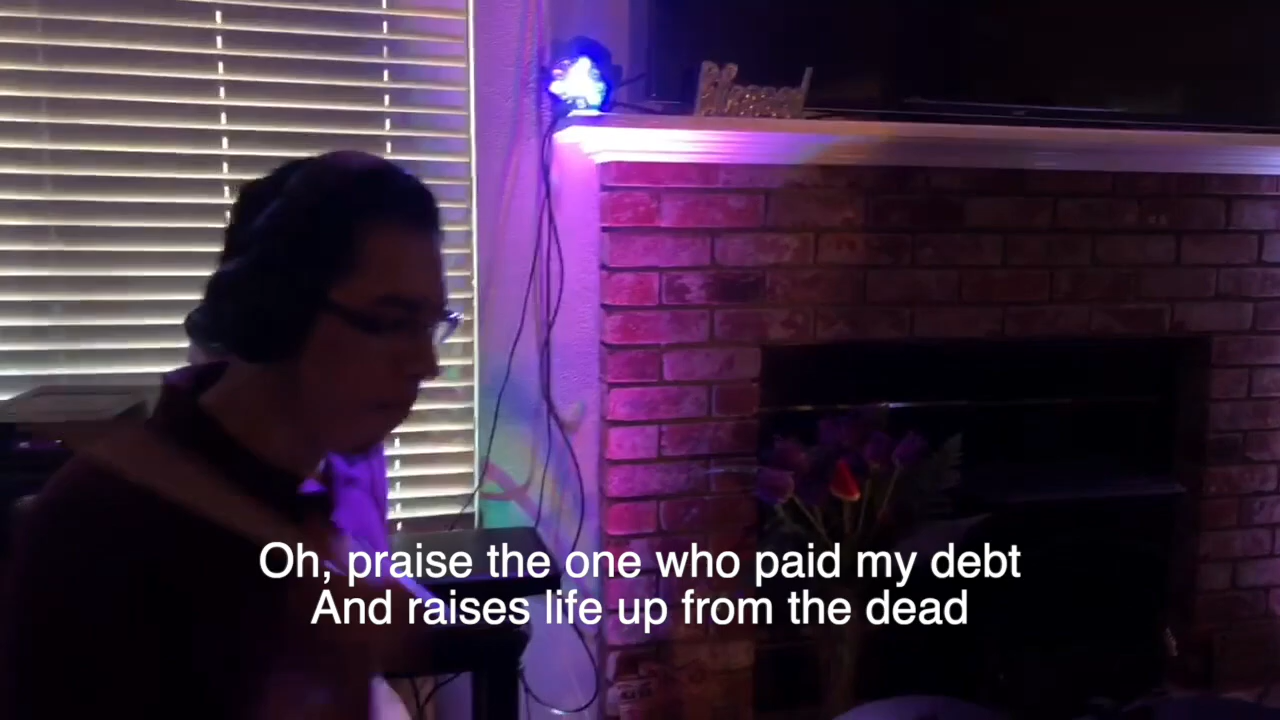 Oh, praise the one who paid my debt
And raises life up from the dead